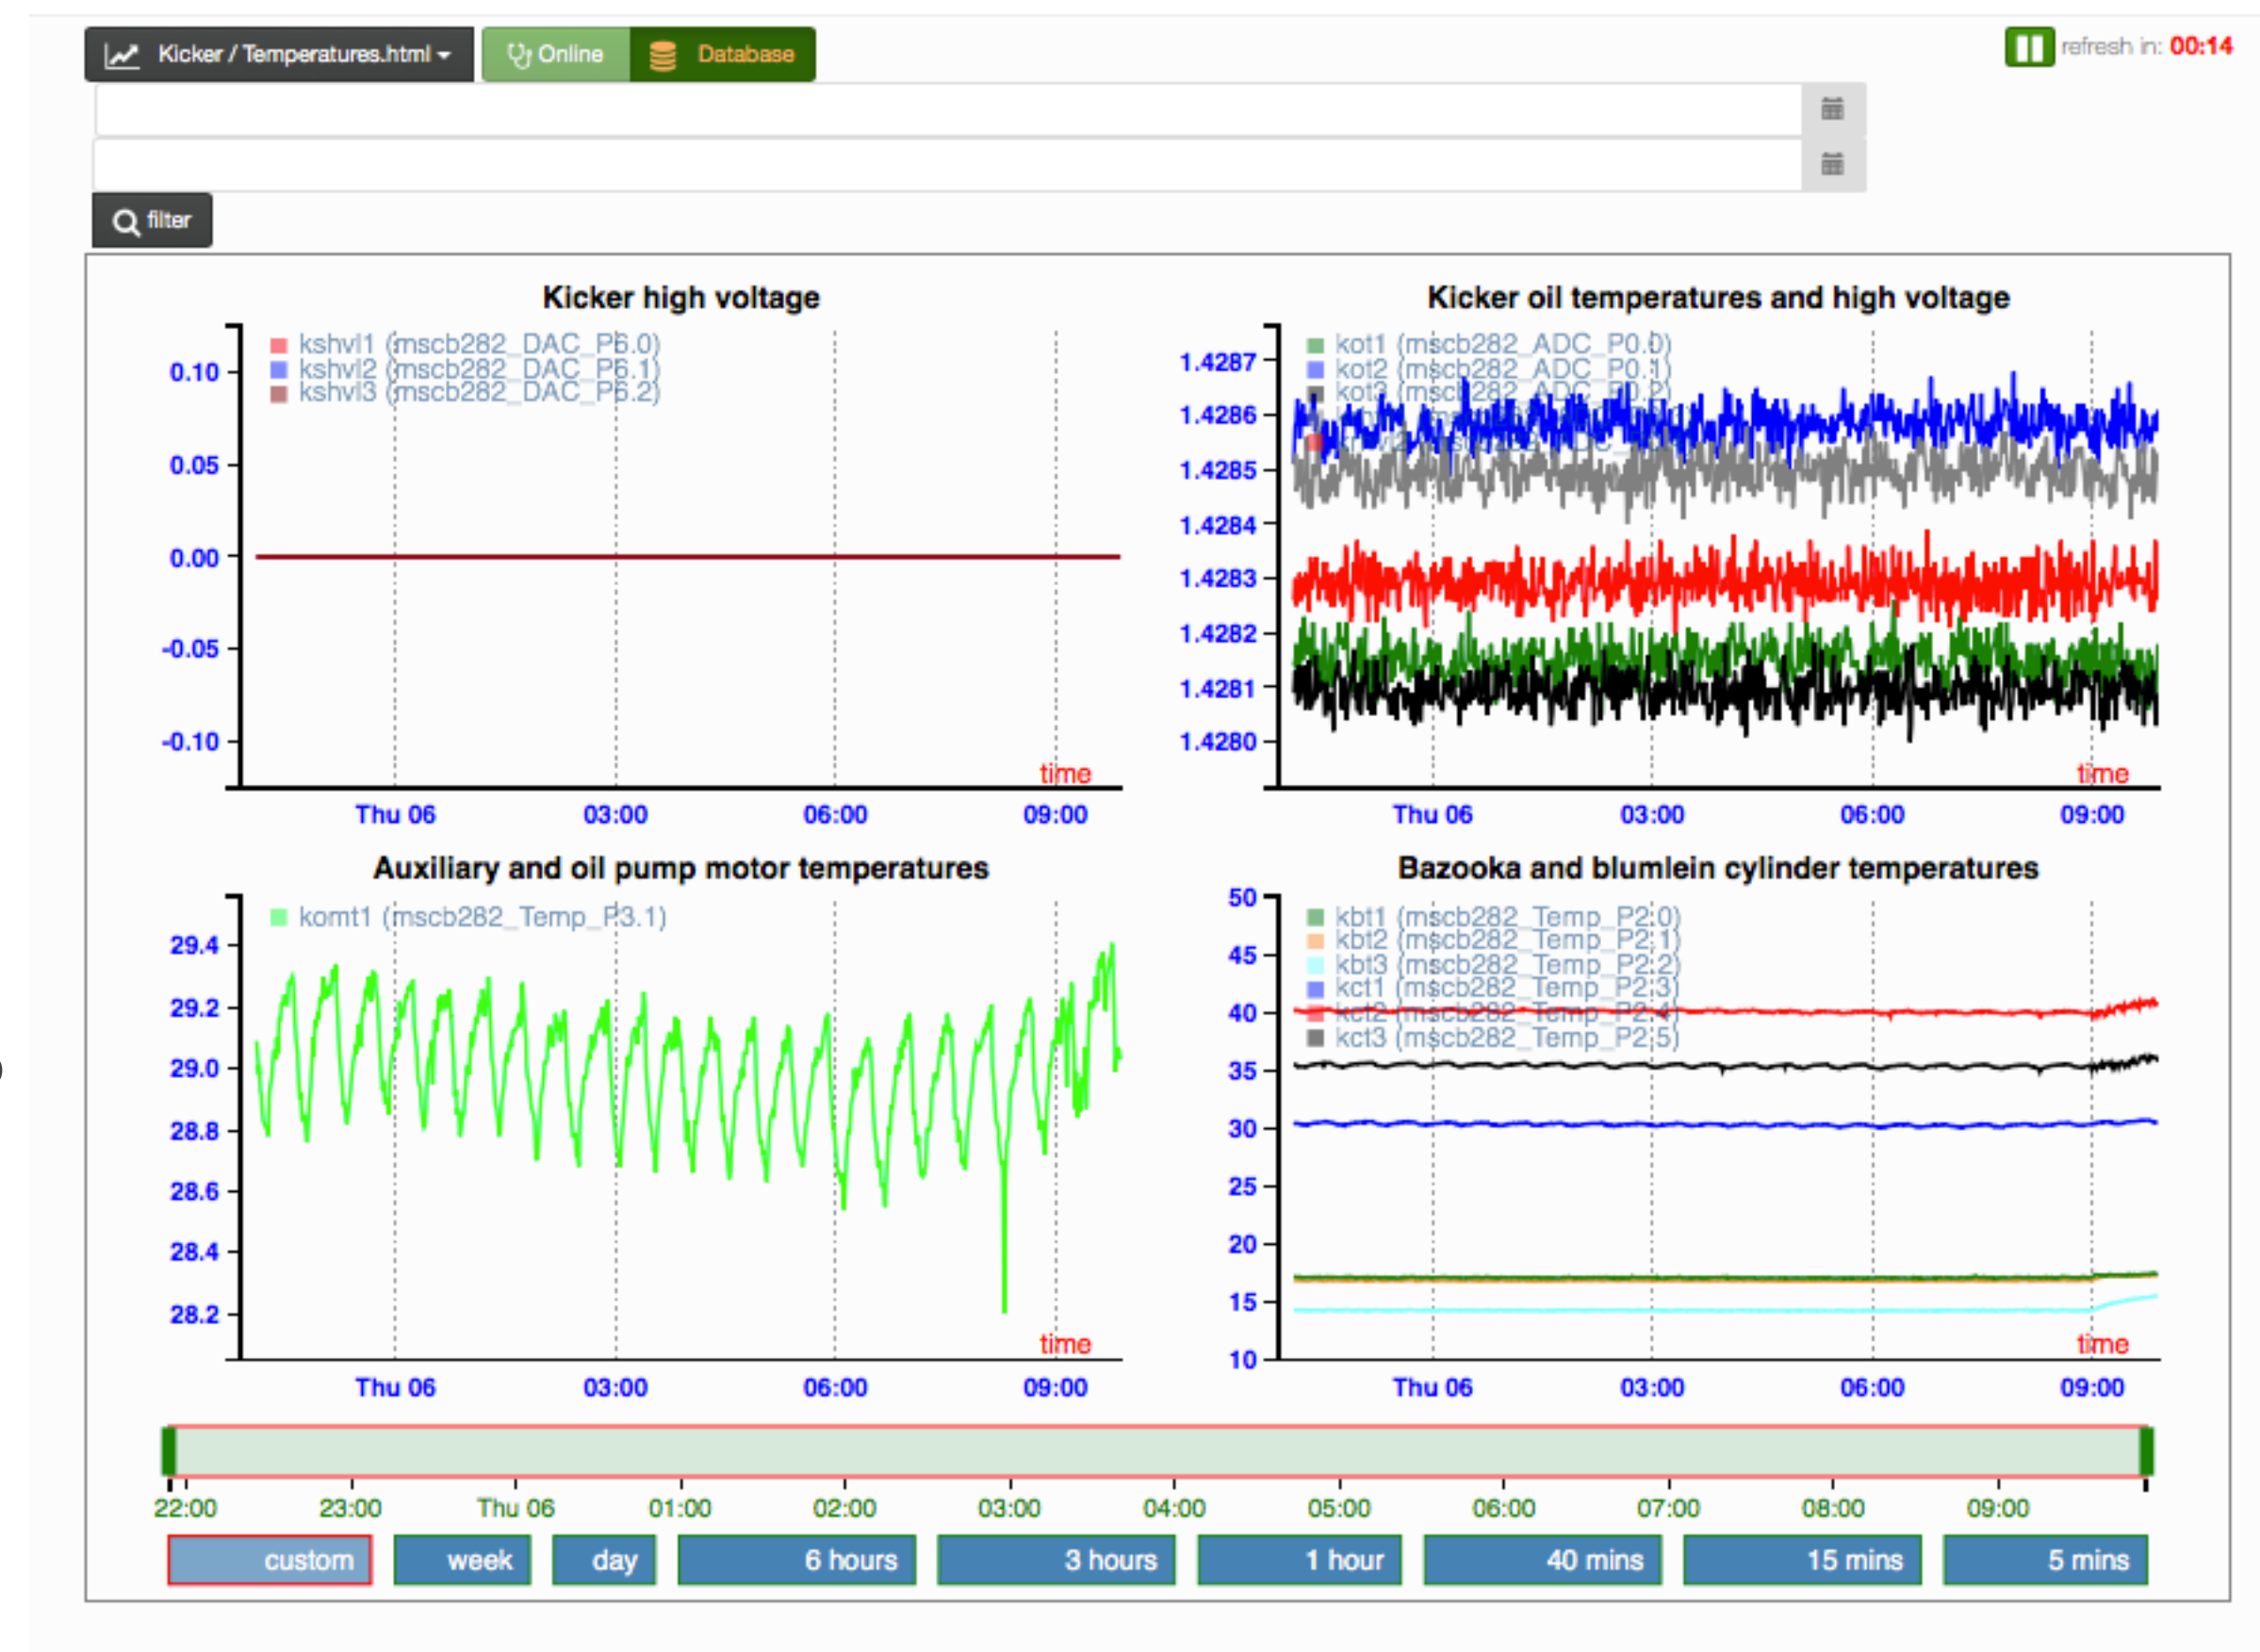 Kicker / Temperatures.html
Online
Database
refresh in: 00:14
filter
Kicker high voltage
kshvl1 (mscb282_DAC_P6.0)
kshvl2 (mscb282_DAC_P6.1)
kshvl3 (mscb282_DAC_P6.2)
0.10
0.05
0.00
-0.05
-0.10
time
Thu 06 03:00 06:00 09:00
Kicker oil temperatures and high voltage
kot1 (mscb282_ADC_P0.0)
kot2 (mscb282_ADC_P0.1)
kot3 (mscb282_ADC_P0.2)
1.4287
1.4286
1.4285
1.4284
1.4283
1.4282
1.4281
1.4280
time
Thu 06 03:00 06:00 09:00
Auxiliary and oil pump motor temperatures
komt1 (mscb282_Temp_P3.1)
29.4
29.2
29.0
28.8
28.6
28.4
28.2
time
Thu 06 03:00 06:00 09:00
Bazooka and blumlein cylinder temperatures
kbt1 (mscb282_Temp_P2.0)
kbt2 (mscb282_Temp_P2.1)
kbt3 (mscb282_Temp_P2.2)
kct1 (mscb282_Temp_P2.3)
kct2 (mscb282_Temp_P2.4)
kct3 (mscb282_Temp_P2.5)
50
45
40
35
30
25
20
15
10
time
Thu 06 03:00 06:00 09:00
22:00 23:00 Thu 06 01:00 02:00 03:00 04:00 05:00 06:00 07:00 08:00 09:00
custom week day 6 hours 3 hours 1 hour 40 mins 15 mins 5 mins